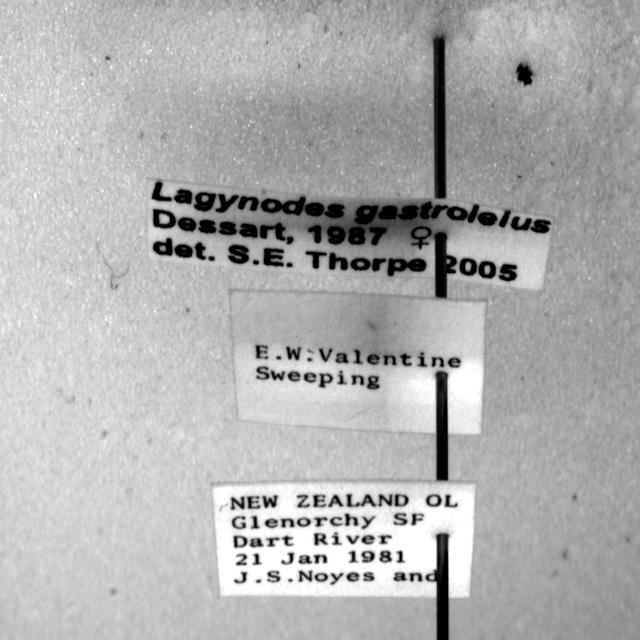 Lagynodes gastroleius
Dessart, 1987 ♀
det. S.E. Thorpe 2005
E.W.Valentine
Sweeping
NEW ZEALAND OL
Glenorchy SF
Dart River
21 Jan 1981
J.S.Noyes and